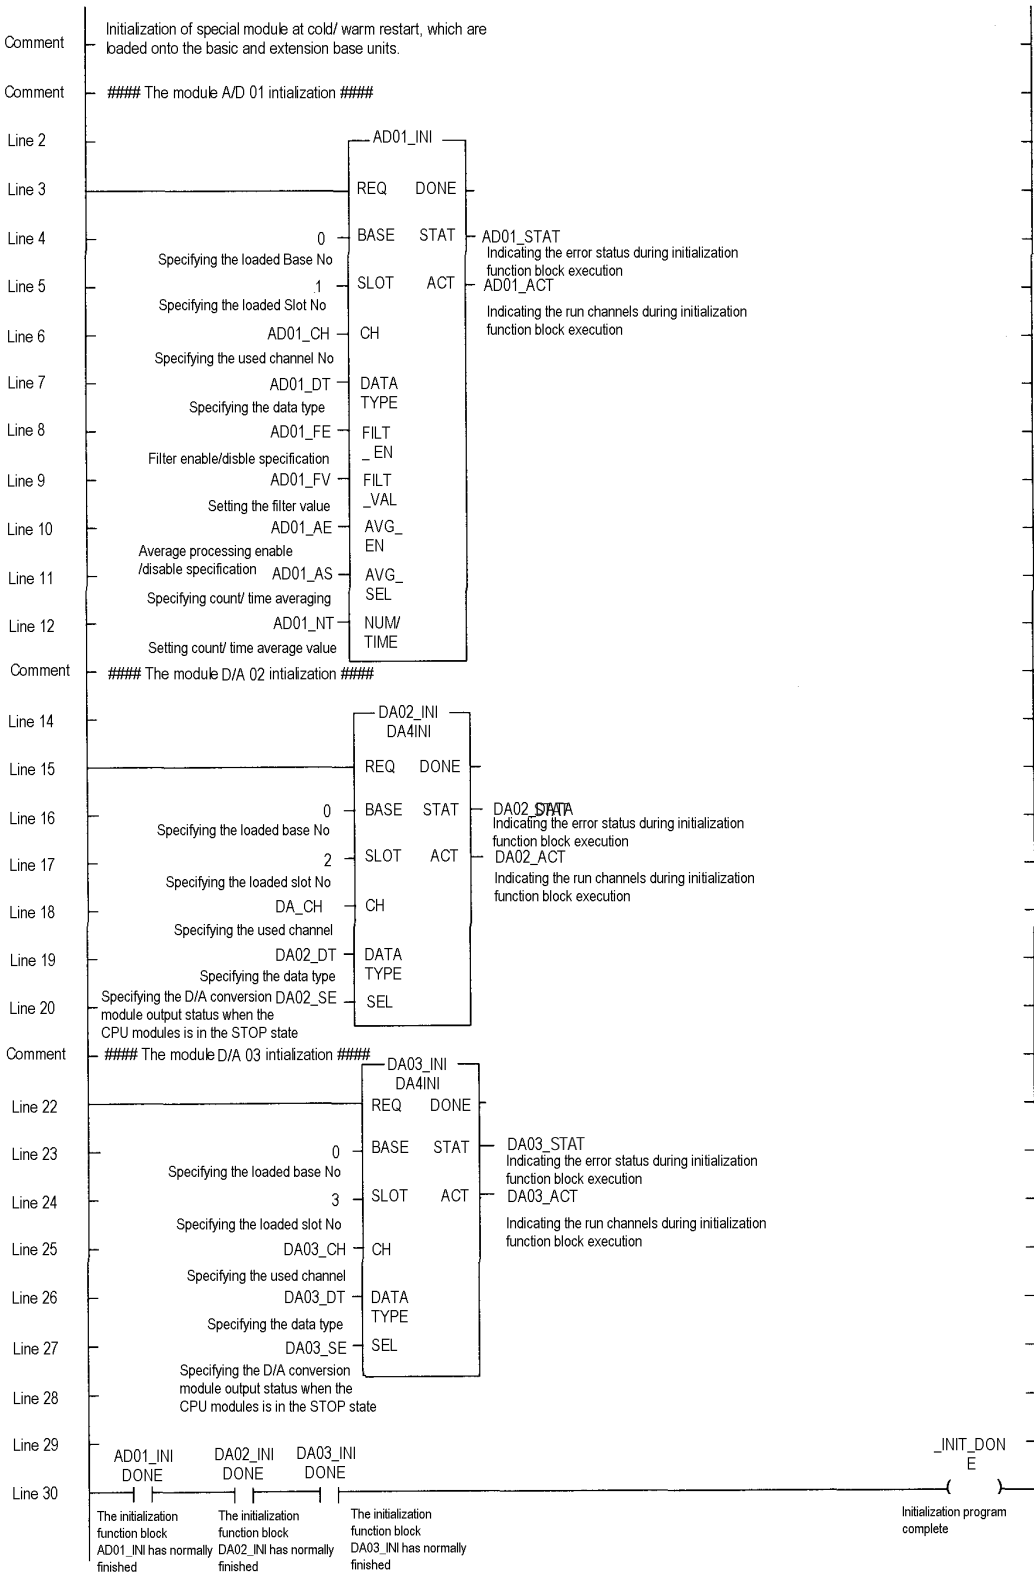 Initialization of special module at cold/ warm restart, which are
Comment
loaded onto the basic and extension base units.
Comment #### The module A/D 01 intialization ####
Line 2 AD01_INI
Line 3 REQ DONE
Line 4 0 BASE STAT AD01_STAT
Specifying the loaded Base No
Indicating the error status during initialization
function block execution
Line 5 1 SLOT ACT AD01_ACT
Specifying the loaded Slot No
Indicating the run channels during initialization
function block execution
Line 6 AD01_CH CH
Specifying the used channel No
Line 7 AD01_DT DATA
TYPE
Specifying the data type
Line 8 AD01_FE FILT
_ EN
Filter enable/disble specification
Line 9 AD01_FV FILT
_VAL
Setting the filter value
Line 10 AD01_AE AVG_
EN
Average processing enable
/disable specification
Line 11 AD01_AS AVG_
SEL
Specifying count/ time averaging
Line 12 AD01_NT NUM/
TIME
Setting count/ time average value
Comment #### The module D/A 02 intialization ####
Line 14 DA02_INI
DA4INI
Line 15 REQ DONE
Line 16 0 BASE STAT DA02_
Specifying the loaded base No
Indicating the error status during initialization
function block execution
Line 17 2 SLOT ACT DA02_ACT
Specifying the loaded slot No
Indicating the run channels during initialization
function block execution
Line 18 DA_CH CH
Specifying the used channel
Line 19 DA02_DT DATA
TYPE
Specifying the data type
Line 20 DA02_SE SEL
Specifying the D/A conversion
module output status when the
CPU modules is in the STOP state
Comment #### The module D/A 03 intialization ####
DA03_INI
DA4INI
Line 22 REQ DONE
Line 23 0 BASE STAT DA03_STAT
Specifying the loaded base No
Indicating the error status during initialization
function block execution
Line 24 3 SLOT ACT DA03_ACT
Specifying the loaded slot No
Indicating the run channels during initialization
function block execution
Line 25 DA03_CH CH
Specifying the used channel
Line 26 DA03_DT DATA
TYPE
Specifying the data type
Line 27 DA03_SE SEL
Specifying the D/A conversion
module output status when the
CPU modules is in the STOP state
Line 28
Line 29
AD01_INI DA02_INI DA03_INI _INIT_DON
DONE DONE DONE E
Line 30 ( )
The initialization
function block
AD01_INI has normally
finished
The initialization
function block
DA02_INI has normally
finished
The initialization
function block
DA03_INI has normally
finished
Initialization program
complete